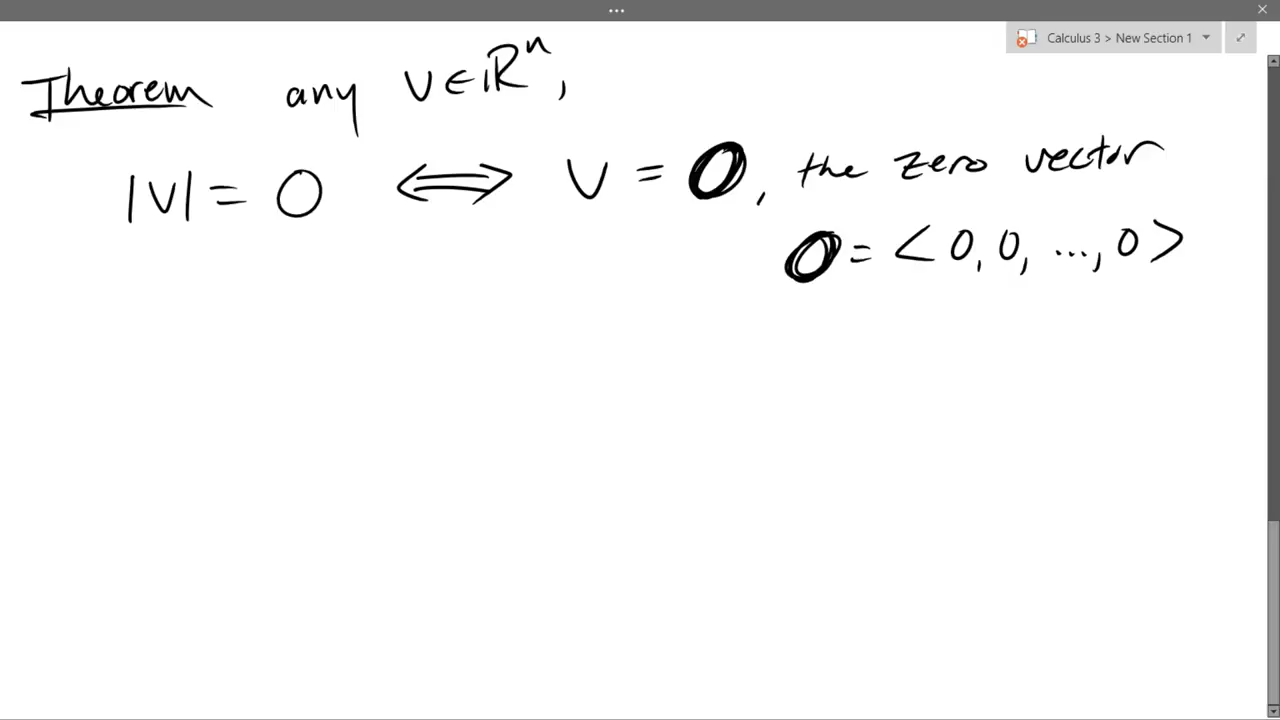 Calculus 3 > New Section 1
Theorem any v ∈ ℝⁿ,
|v| = 0 ⟺ v = 0, the zero vector
0 = < 0, 0, ..., 0 >